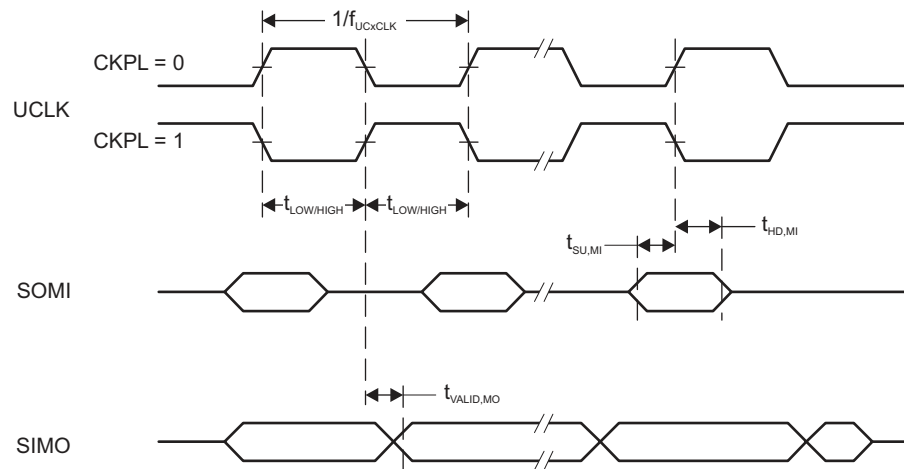 1/fUCxCLK
CKPL = 0
UCLK
CKPL = 1
tLOW/HIGH tLOW/HIGH
tHD,MI
tSU,MI
SOMI
tVALID,MO
SIMO